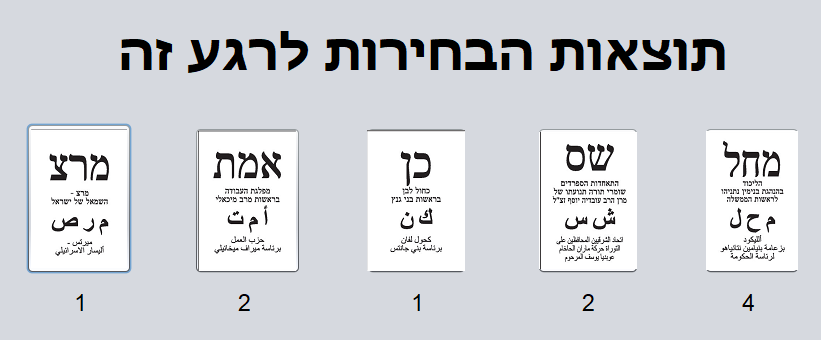 תוצאות הבחירות לרגע זה
מחל
הליכוד
בהנהגת בנימין נתניהו
לראשות הממשלה
م ح ل
الليكود
بزعامة بنيامين نتانياهو
لرئاسة الحكومة
4
שס
התאחדות הספרדים
שומרי תורה תנועתו של
מרן הרב עובדיה יוסף זצ"ל
ش س
اتحاد الشرقيين المحافظين على
التوراة حركة ماران الحاخام
عوبديا يوسف المرحوم
2
כן
כחול לבן
בראשות בני גנץ
ك ن
كحول لفان
برئاسة بني جانتس
1
אמת
מפלגת העבודה
בראשות מרב מיכאלי
أ م ت
حزب العمل
برئاسة ميراف ميخائيلي
2
מרצ
מרצ –
השמאל של ישראל
م ر ص
ميرتس –
اليسار الاسرائيلي
1